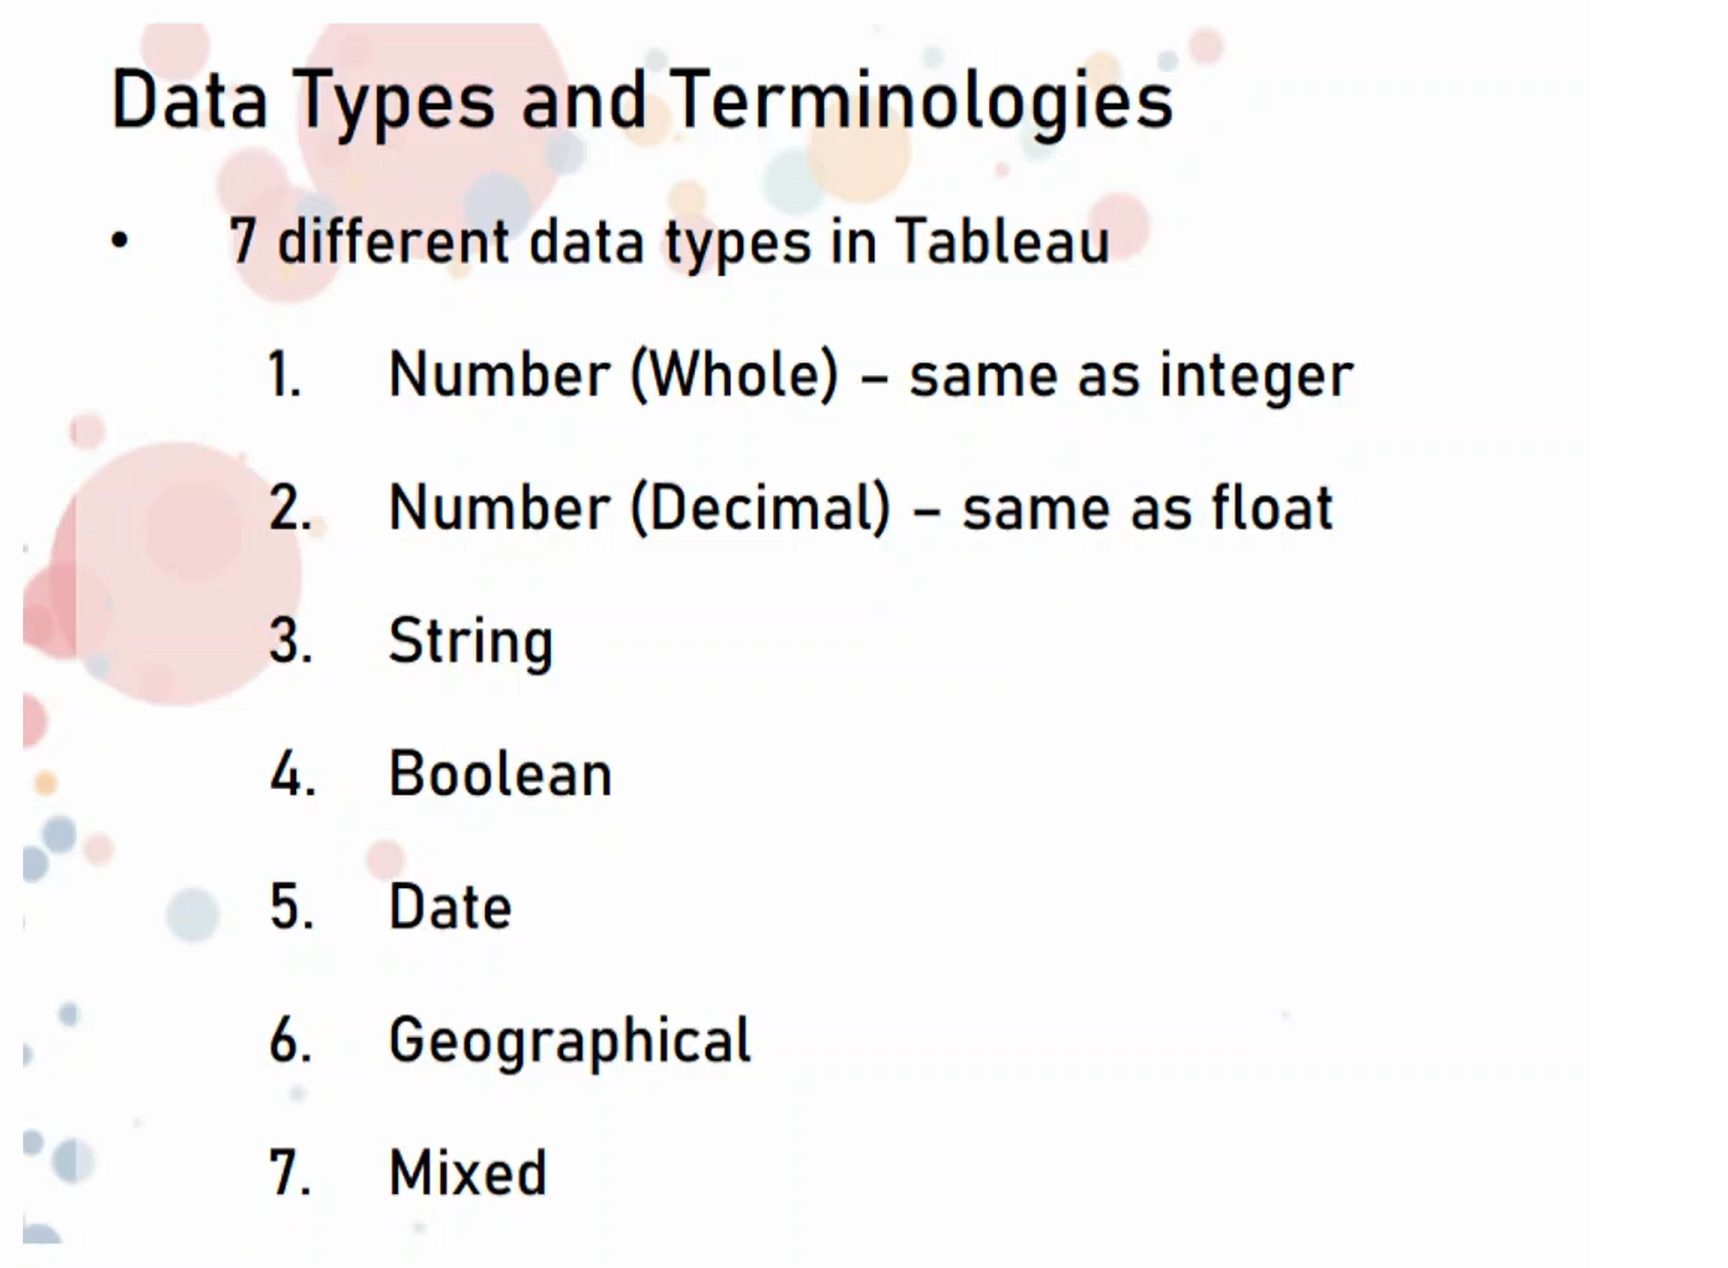 Data Types and Terminologies
• 7 different data types in Tableau
1. Number (Whole) – same as integer
2. Number (Decimal) – same as float
3. String
4. Boolean
5. Date
6. Geographical
7. Mixed